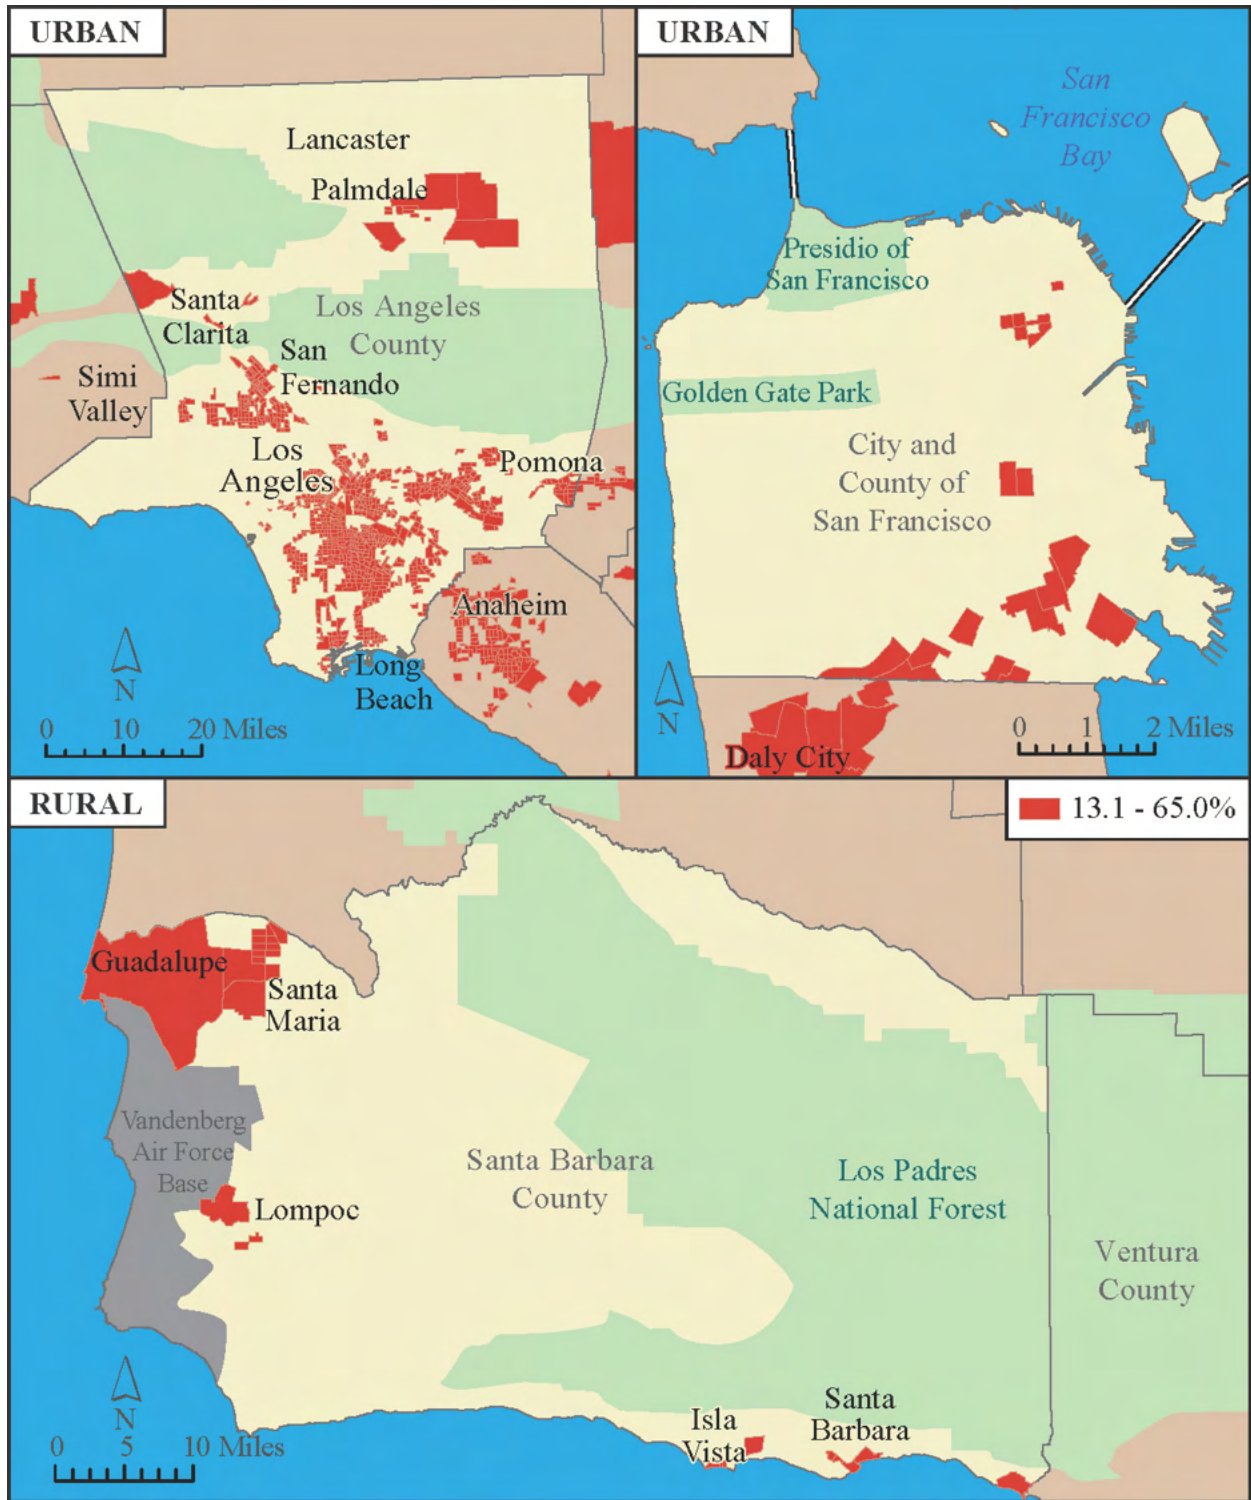 URBAN
Lancaster
Palmdale
Santa
Clarita
Los Angeles
County
San
Fernando
Simi
Valley
Los
Angeles
Pomona
Anaheim
Long
Beach
N
0 10 20 Miles
URBAN
San
Francisco
Bay
Presidio of
San Francisco
Golden Gate Park
City and
County of
San Francisco
N
0 1 2 Miles
Daly City
RURAL
13.1 - 65.0%
Guadalupe
Santa
Maria
Vandenberg
Air Force
Base
Lompoc
Santa Barbara
County
Los Padres
National Forest
Ventura
County
Isla
Vista
Santa
Barbara
N
0 5 10 Miles